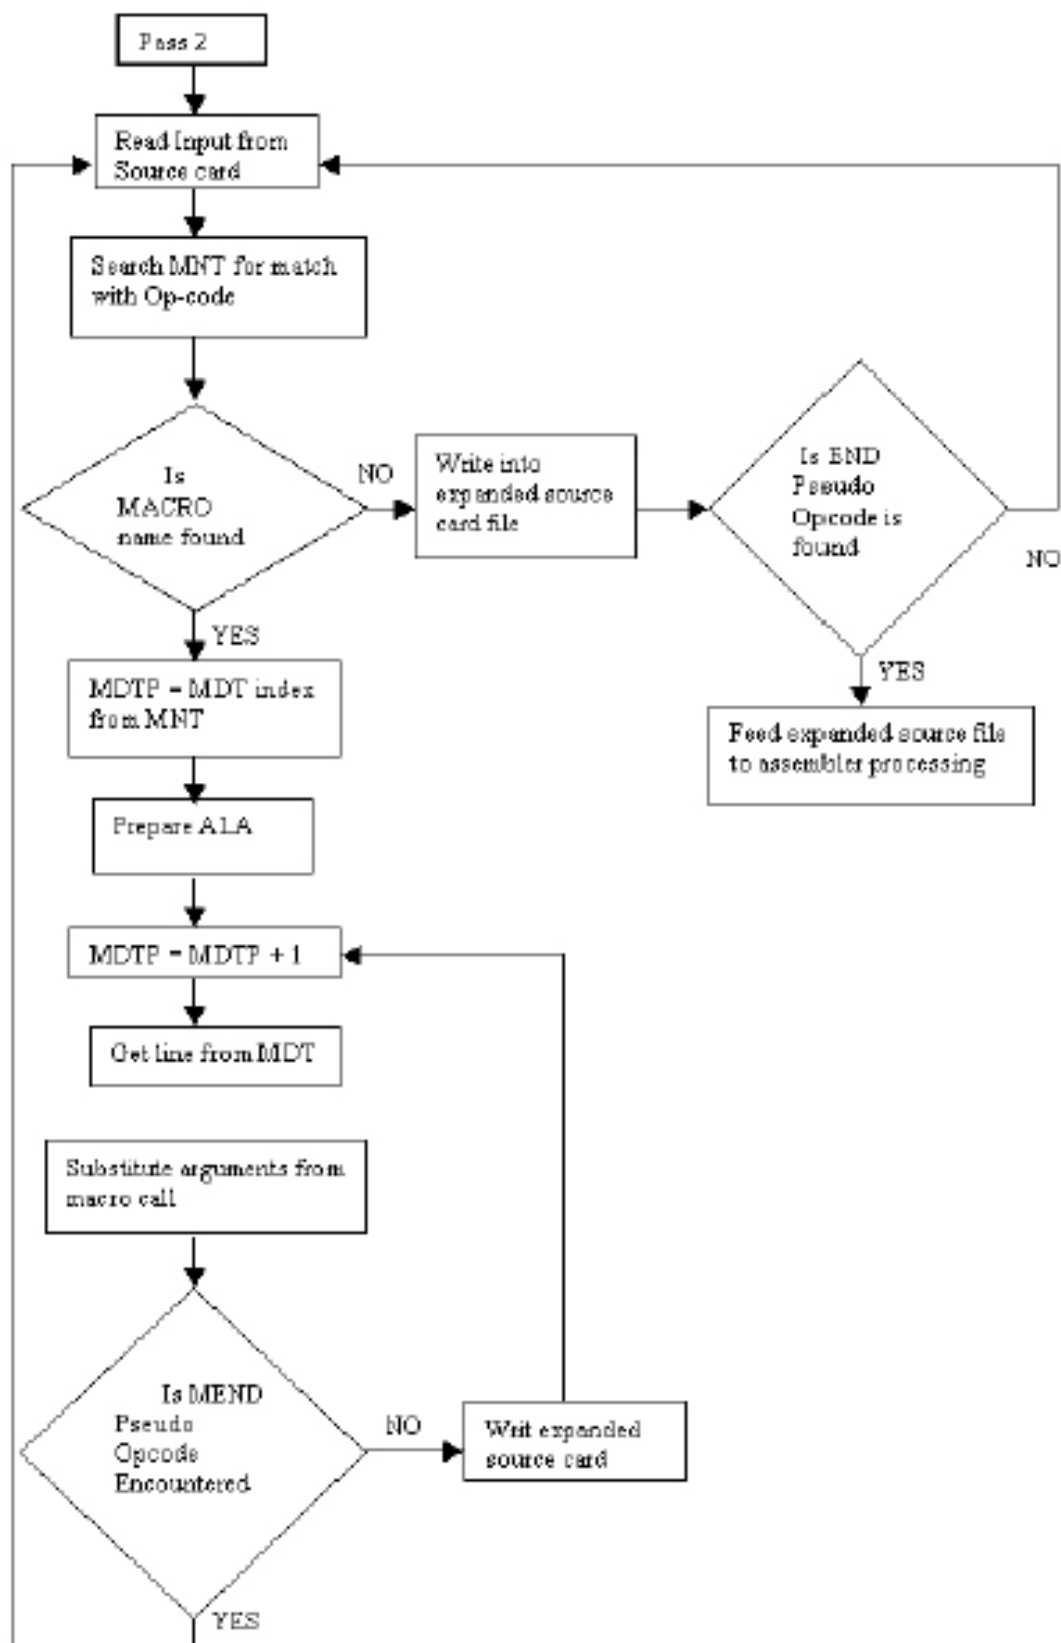 Pass 2
Read Input from
Source card
Search MNT for match
with Op-code
Is
MACRO
name found
NO
Write into
expanded source
card file
Is END
Pseudo
Opcode is
found
NO
YES
Feed expanded source file
to assembler processing
YES
MDTP = MDT index
from MNT
Prepare ALA
MDTP = MDTP + 1
Get line from MDT
Substitute arguments from
macro call
Is MEND
Pseudo
Opcode
Encountered
NO
Writ expanded
source card
YES